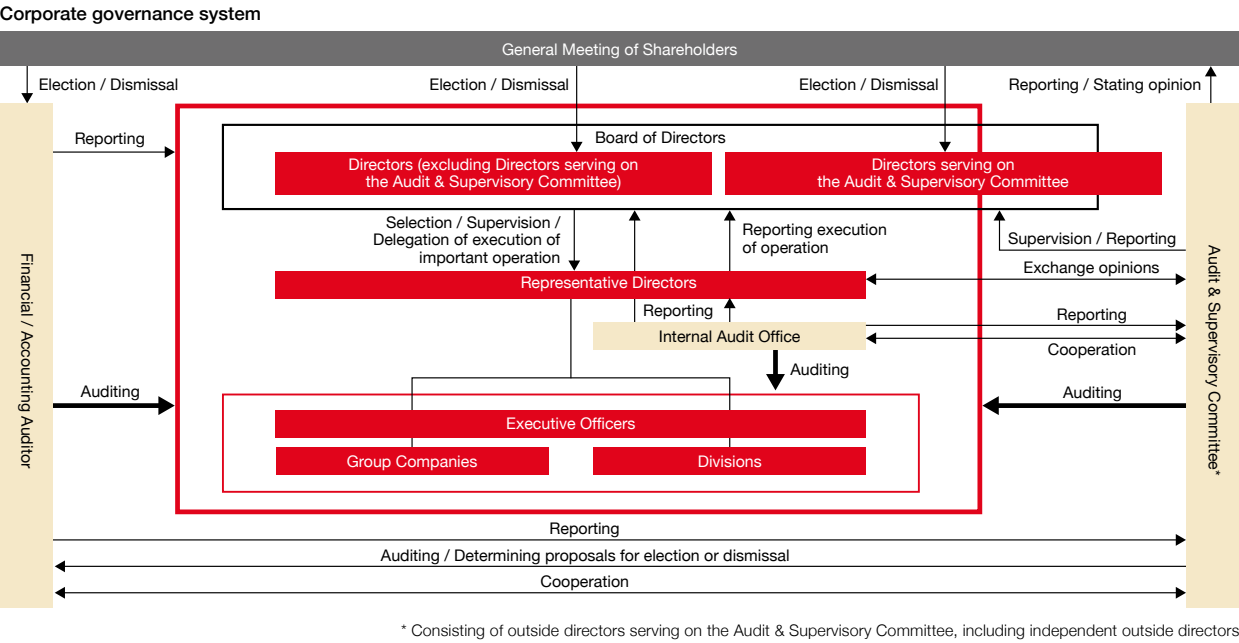 Corporate governance system
General Meeting of Shareholders
Election / Dismissal
Election / Dismissal
Election / Dismissal
Reporting / Stating opinion
Reporting
Board of Directors
Directors (excluding Directors serving on
the Audit & Supervisory Committee)
Directors serving on
the Audit & Supervisory Committee
Selection / Supervision /
Delegation of execution of
important operation
Reporting execution
of operation
Supervision / Reporting
Exchange opinions
Representative Directors
Reporting
Reporting
Internal Audit Office
Cooperation
Auditing
Auditing
Auditing
Executive Officers
Group Companies
Divisions
Financial / Accounting Auditor
Audit & Supervisory Committee*
Reporting
Auditing / Determining proposals for election or dismissal
Cooperation
* Consisting of outside directors serving on the Audit & Supervisory Committee, including independent outside directors